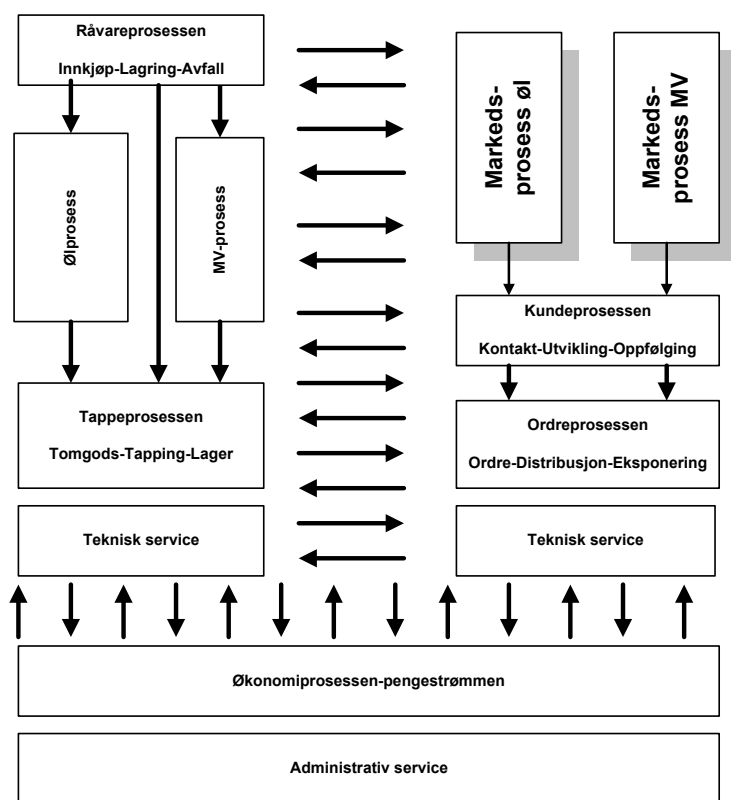 Råvareprosessen
Innkjøp-Lagring-Avfall
Ølprosess
MV-prosess
Tappeprosessen
Tomgods-Tapping-Lager
Teknisk service
Markeds-
prosess øl
Markeds-
prosess MV
Kundeprosessen
Kontakt-Utvikling-Oppfølging
Ordreprosessen
Ordre-Distribusjon-Eksponering
Teknisk service
Økonomiprosessen-pengestrømmen
Administrativ service